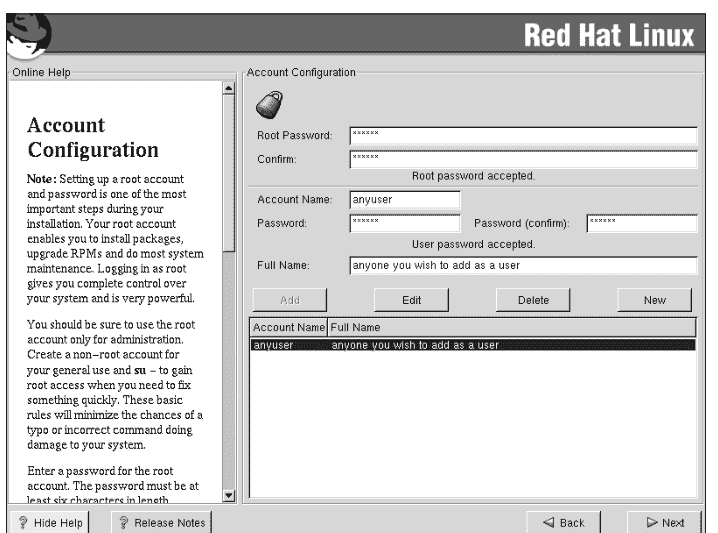 Red Hat Linux
Online Help
Account
Configuration
Note: Setting up a root account
and password is one of the most
important steps during your
installation. Your root account
enables you to install packages,
upgrade RPMs and do most system
maintenance. Logging in as root
gives you complete control over
your system and is very powerful.
You should be sure to use the root
account only for administration.
Create a non–root account for
your general use and su – to gain
root access when you need to fix
something quickly. These basic
rules will minimize the chances of a
typo or incorrect command doing
damage to your system.
Enter a password for the root
account. The password must be at
least six characters in length
Account Configuration
Root Password: ******
Confirm: ******
Root password accepted.
Account Name: anyuser
Password: ****** Password (confirm): ******
User password accepted.
Full Name: anyone you wish to add as a user
Add Edit Delete New
Account Name Full Name
anyuser anyone you wish to add as a user
? Hide Help ? Release Notes Back Next